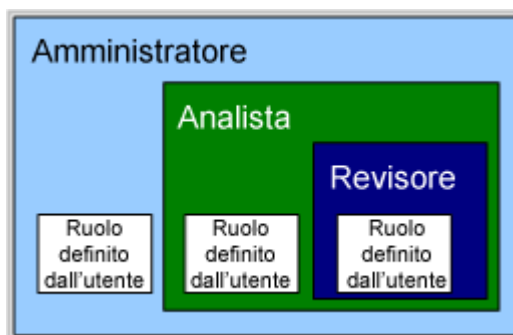 Amministratore
Analista
Revisore
Ruolo
definito
dall'utente
Ruolo
definito
dall'utente
Ruolo
definito
dall'utente